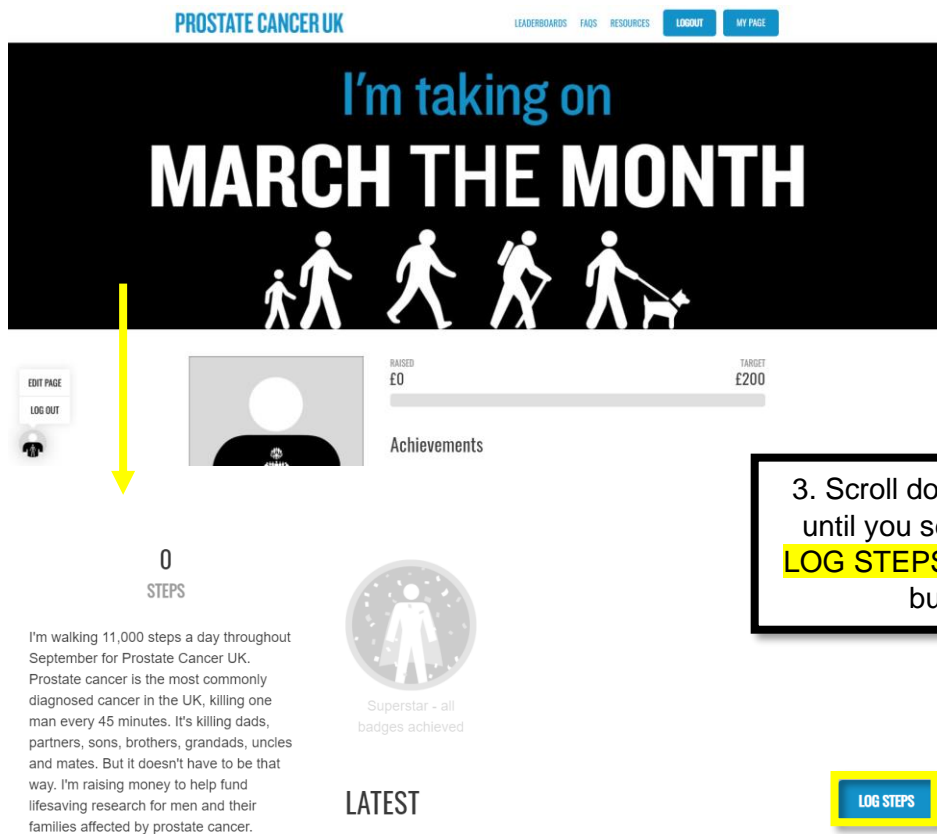 PROSTATE CANCER UK
LEADERBOARDS FAQS RESOURCES LOGOUT MY PAGE
I'm taking on
MARCH THE MONTH
RAISED TARGET
£0 £200
EDIT PAGE
LOG OUT
Achievements
3. Scroll
until you
LOG STEPS
0
STEPS
I'm walking 11,000 steps a day throughout
September for Prostate Cancer UK.
Prostate cancer is the most commonly
diagnosed cancer in the UK, killing one
man every 45 minutes. It's killing dads,
partners, sons, brothers, grandads, uncles
and mates. But it doesn't have to be that
way. I'm raising money to help fund
lifesaving research for men and their
families affected by prostate cancer.
Superstar - all
badges achieved
LATEST
LOG STEPS